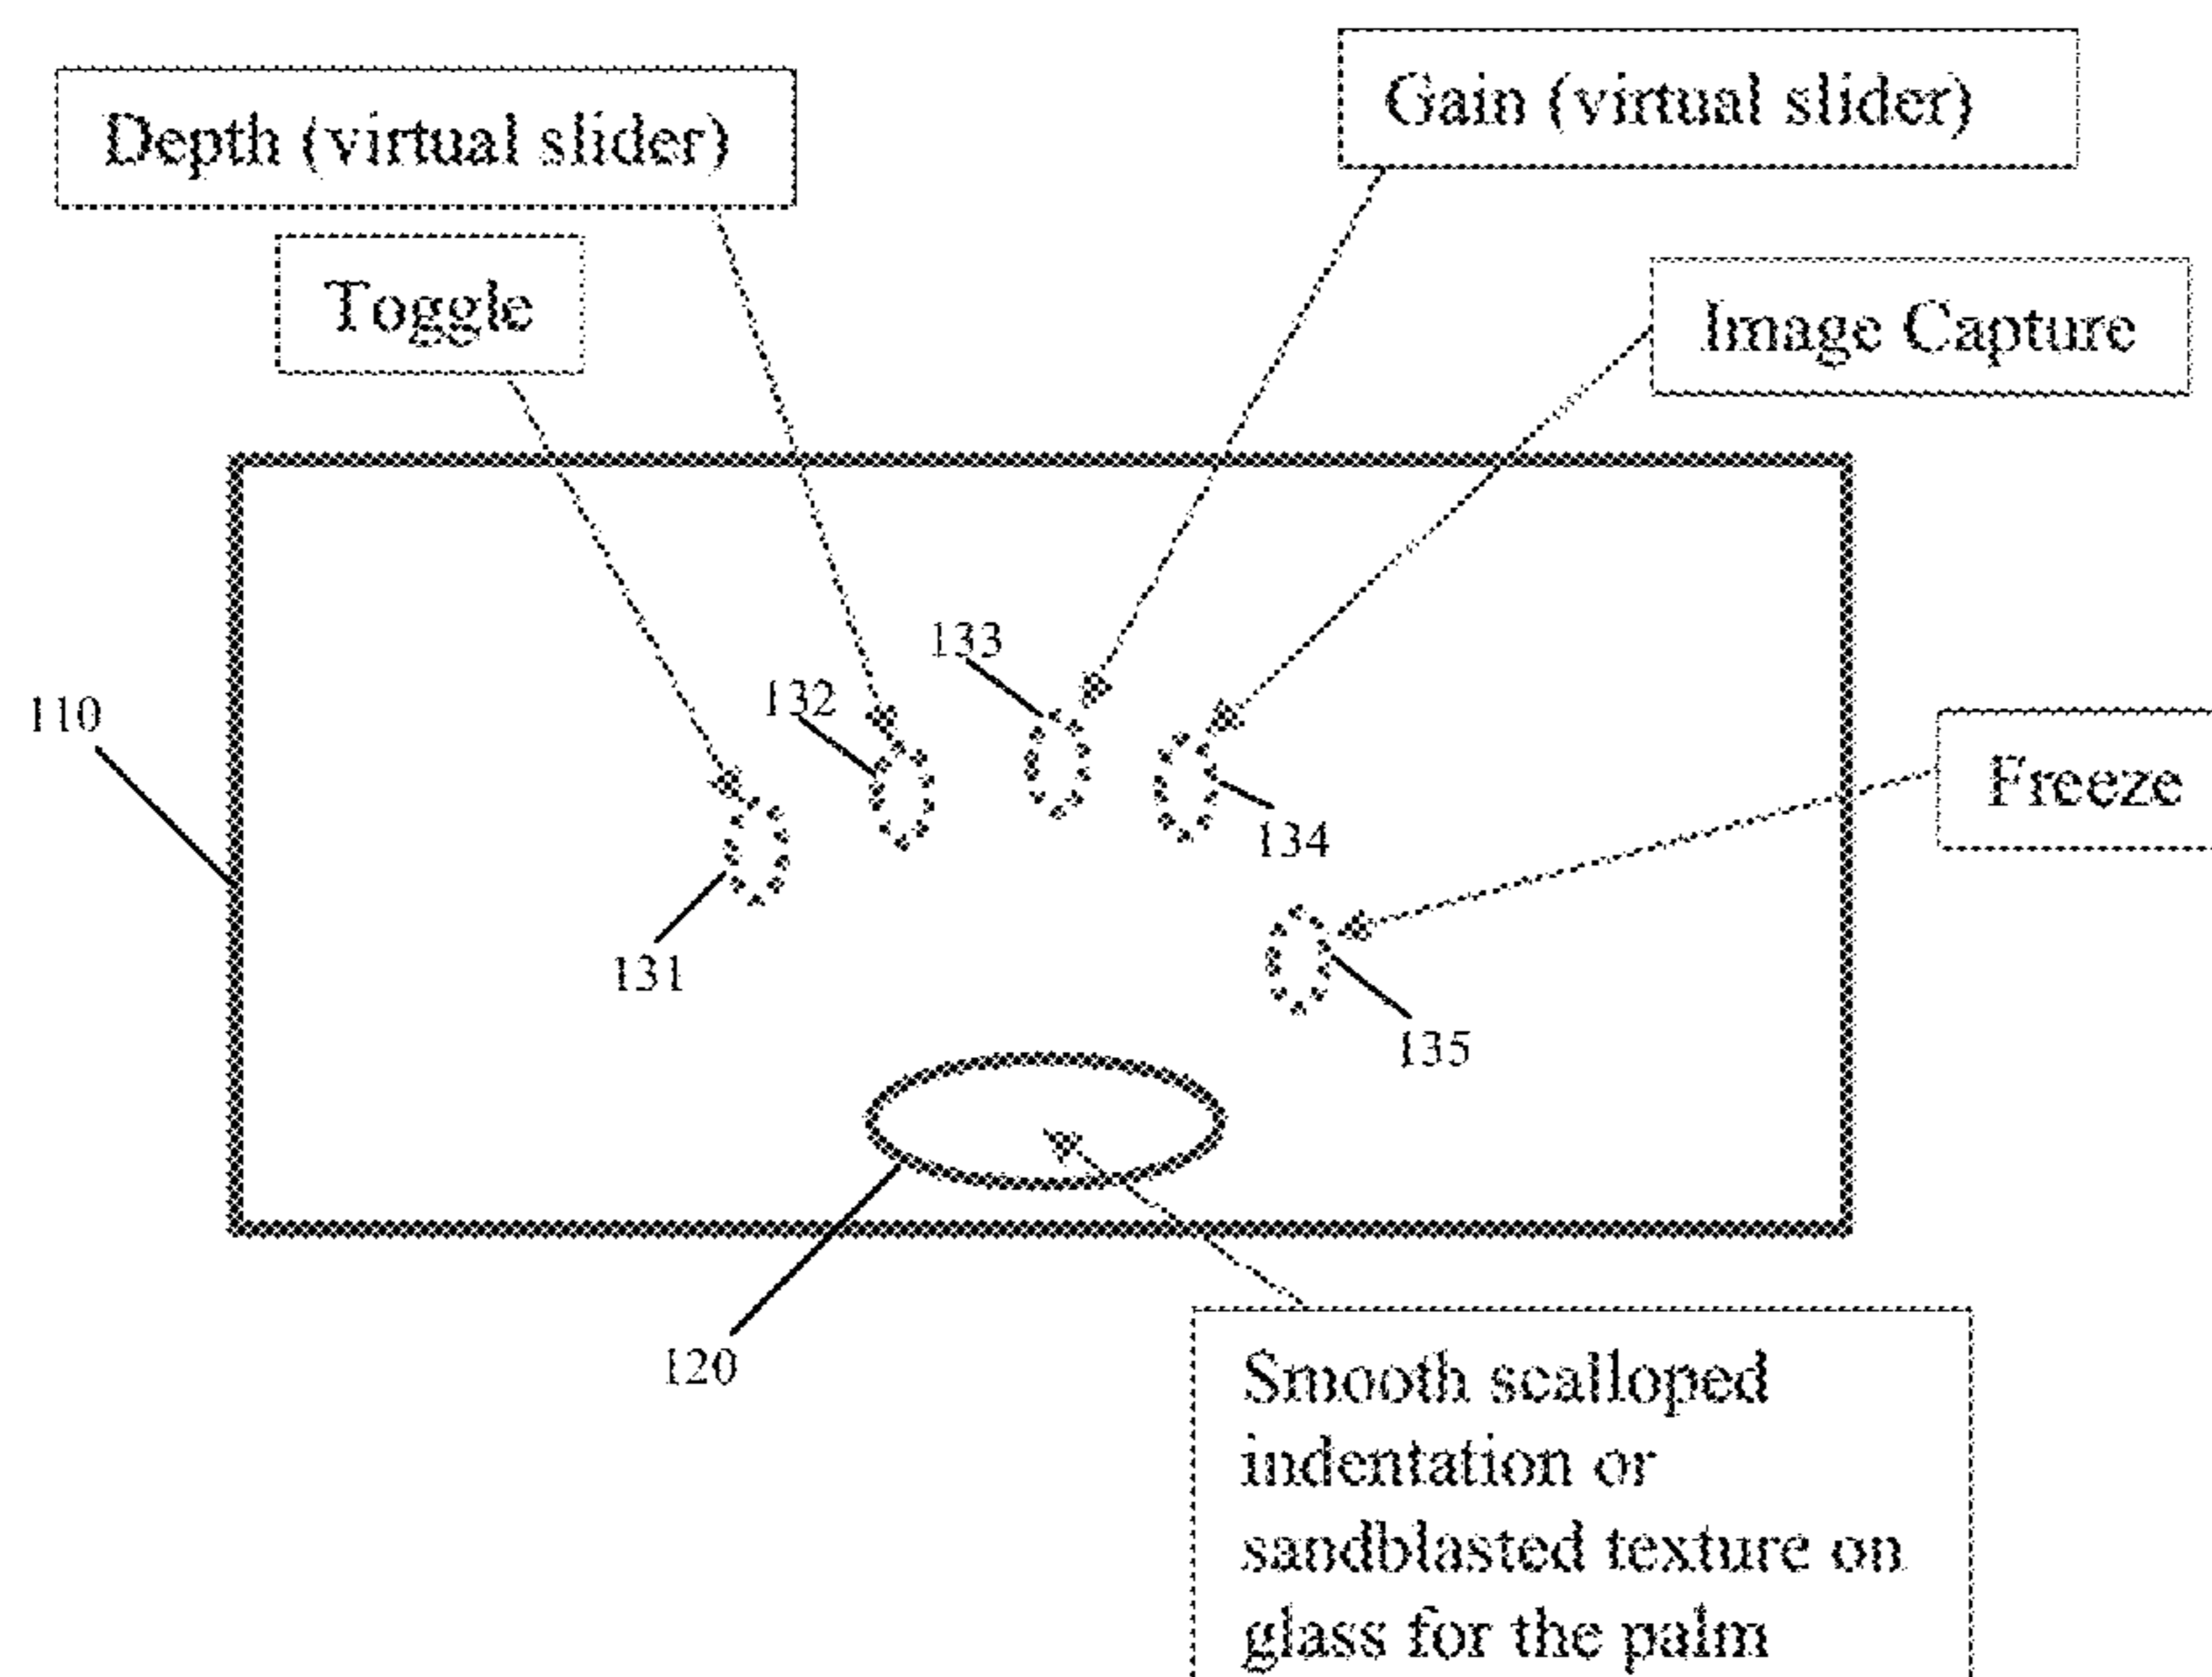 Depth (virtual slider)
Gain (virtual slider)
Toggle
Image Capture
133
132
110
Freeze
134
131
135
120
Smooth scalloped
indentation or
sandblasted texture on
glass for the palm